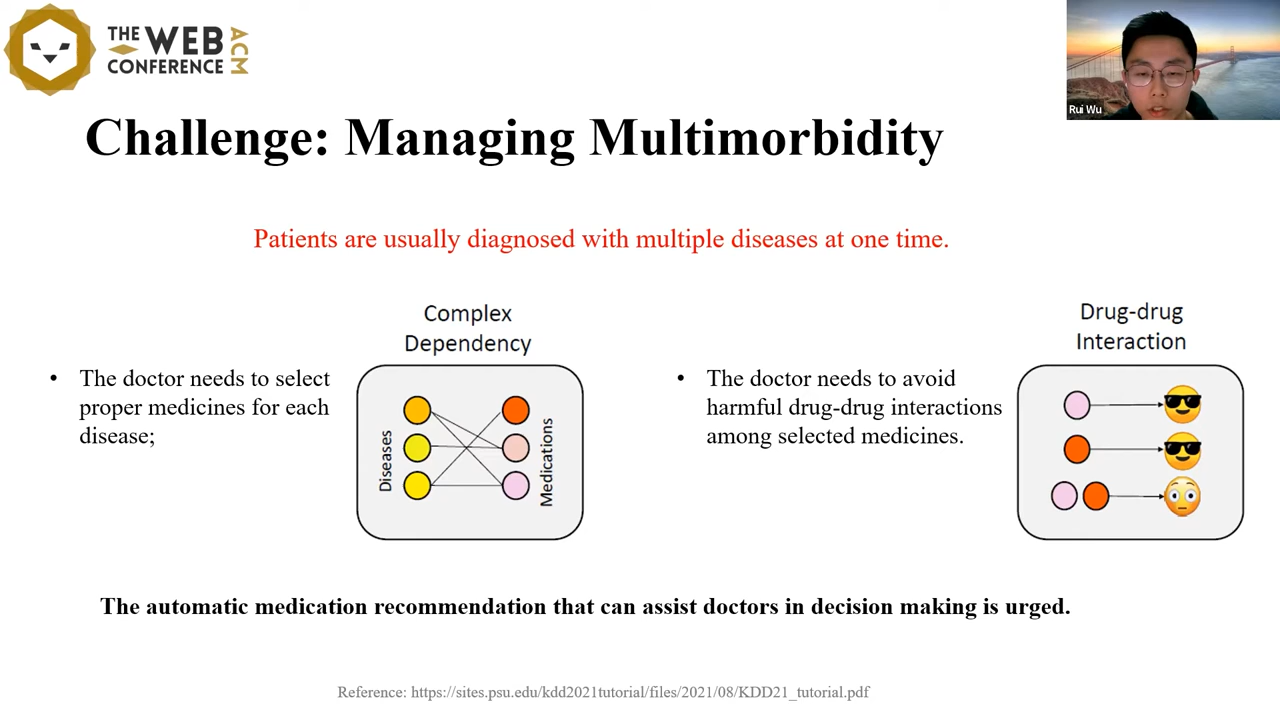 THE WEB
CONFERENCE
ACM
Rui Wu
Challenge: Managing Multimorbidity
Patients are usually diagnosed with multiple diseases at one time.
Complex
Dependency
• The doctor needs to select
proper medicines for each
disease;
Diseases
Medications
Drug-drug
Interaction
• The doctor needs to avoid
harmful drug-drug interactions
among selected medicines.
The automatic medication recommendation that can assist doctors in decision making is urged.
Reference: https://sites.psu.edu/kdd2021tutorial/files/2021/08/KDD21_tutorial.pdf